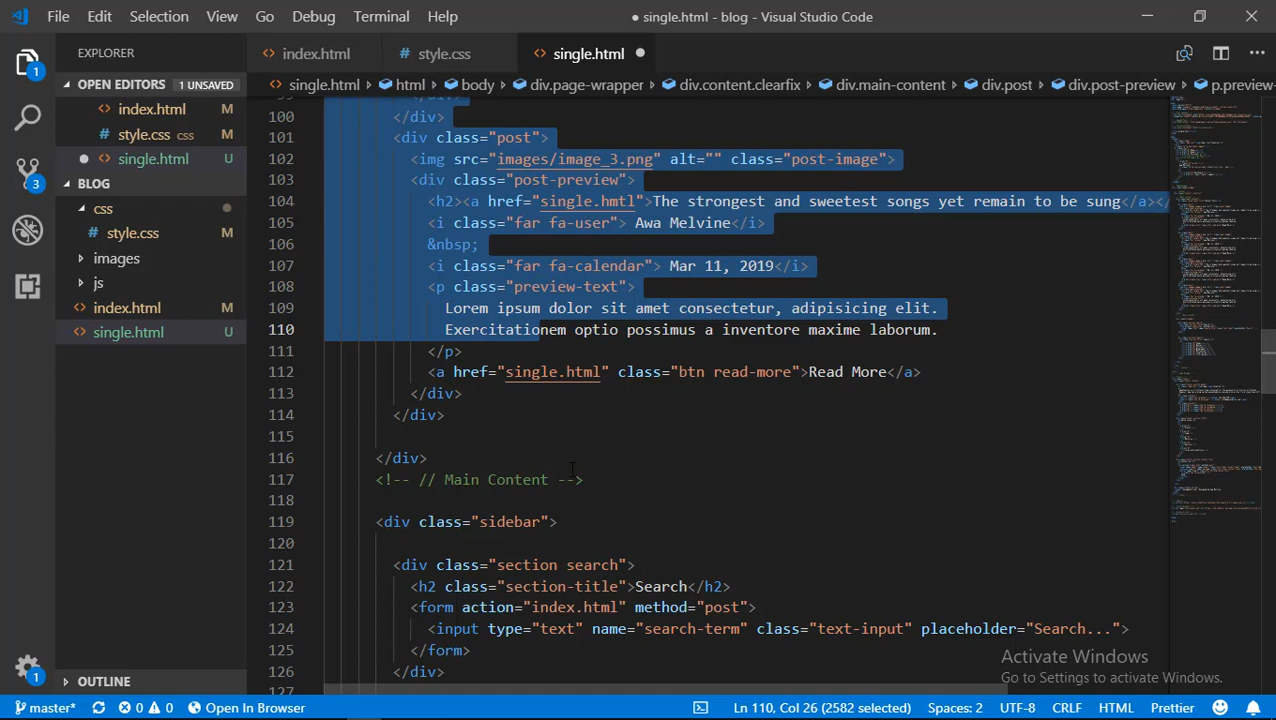 File Edit Selection View Go Debug Terminal Help
● single.html - blog - Visual Studio Code
EXPLORER
OPEN EDITORS 1 UNSAVED
index.html M
style.css css M
single.html U
BLOG
css
style.css M
images
js
index.html M
single.html U
OUTLINE
1
3
1
index.html
style.css
single.html
single.html html body div.page-wrapper div.content.clearfix div.main-content div.post div.post-preview p.preview-
100 </div>
101 <div class="post">
102 <img src="images/image_3.png" alt="" class="post-image">
103 <div class="post-preview">
104 <h2><a href="single.hmtl">The strongest and sweetest songs yet remain to be sung</a></
105 <i class="far fa-user"> Awa Melvine</i>
106 &nbsp;
107 <i class="far fa-calendar"> Mar 11, 2019</i>
108 <p class="preview-text">
109 Lorem ipsum dolor sit amet consectetur, adipisicing elit.
110 Exercitationem optio possimus a inventore maxime laborum.
111 </p>
112 <a href="single.html" class="btn read-more">Read More</a>
113 </div>
114 </div>
115
116 </div>
117 <!-- // Main Content -->
118
119 <div class="sidebar">
120
121 <div class="section search">
122 <h2 class="section-title">Search</h2>
123 <form action="index.html" method="post">
124 <input type="text" name="search-term" class="text-input" placeholder="Search...">
125 </form>
126 </div>
Activate Windows
Go to Settings to activate Windows.
master* 0 0 Open In Browser
Ln 110, Col 26 (2582 selected) Spaces: 2 UTF-8 CRLF HTML Prettier